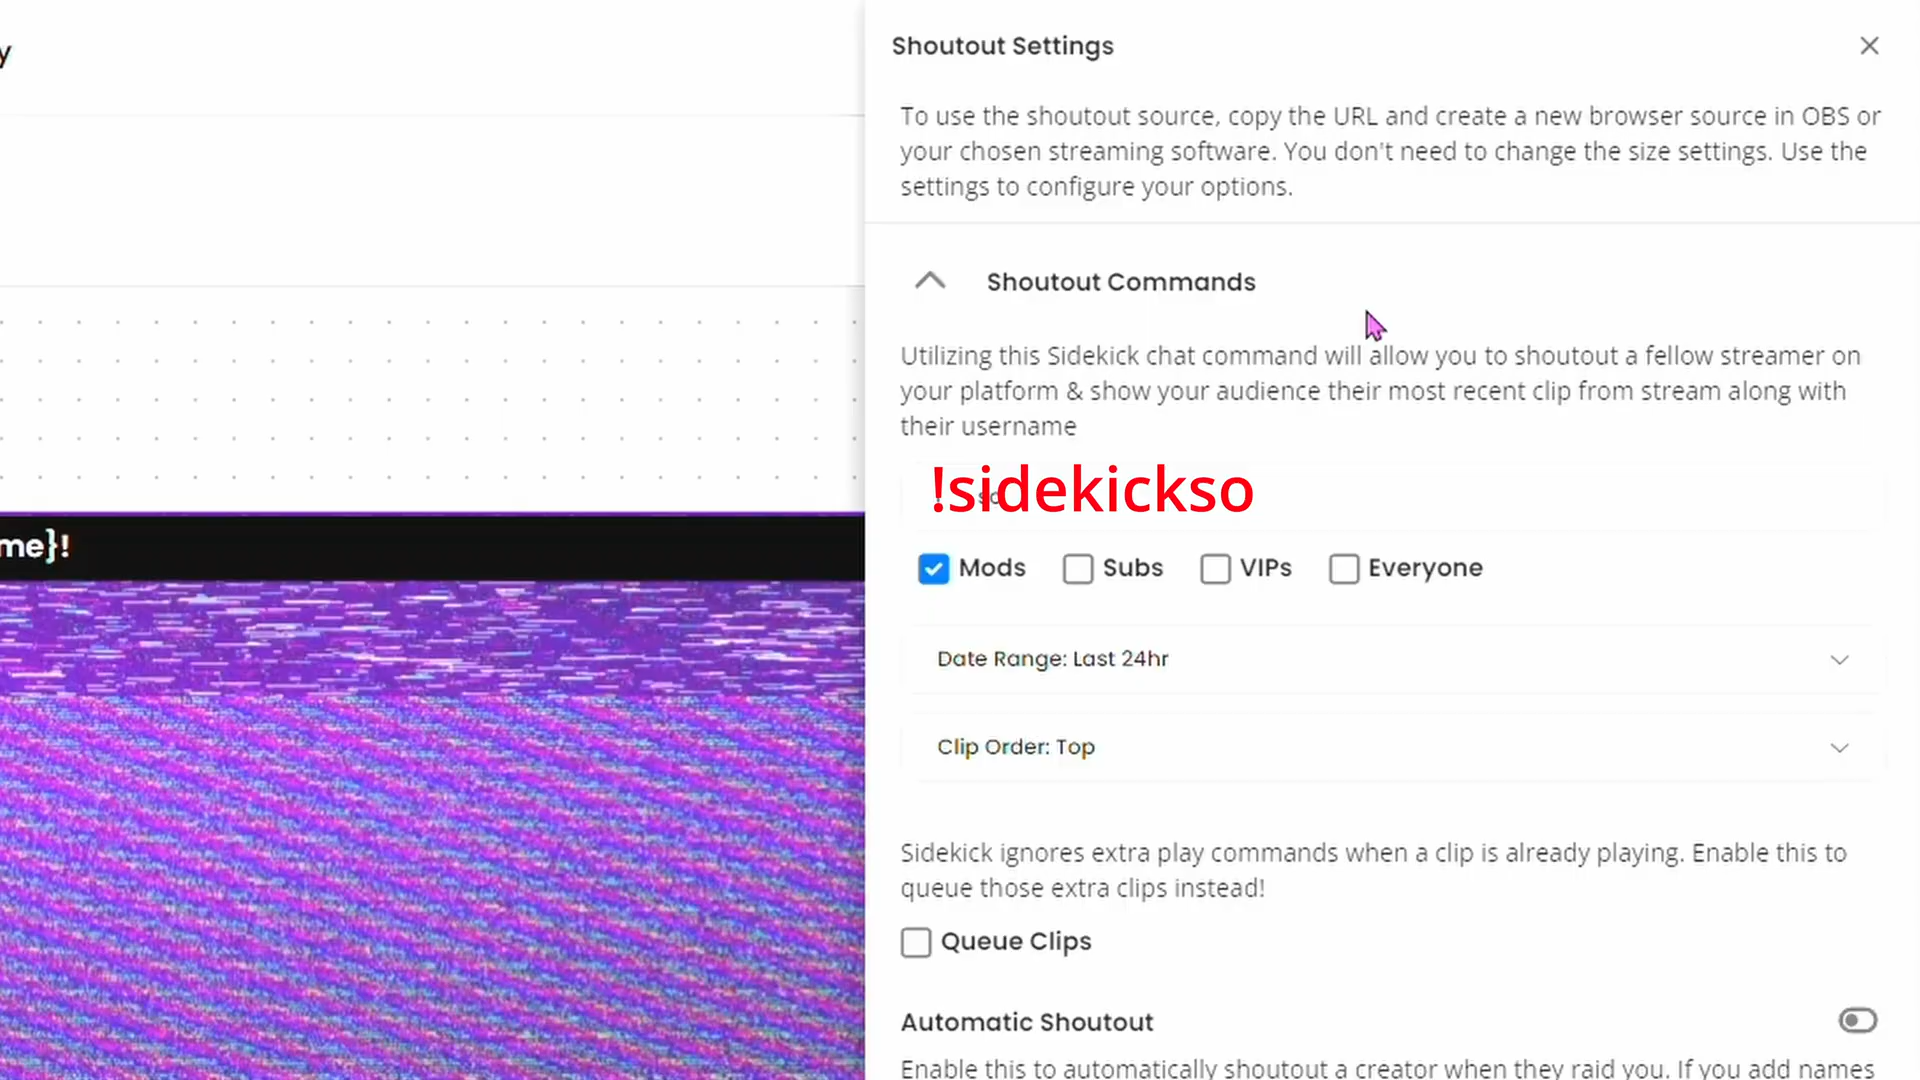 y
Shoutout Settings
To use the shoutout source, copy the URL and create a new browser source in OBS or
your chosen streaming software. You don't need to change the size settings. Use the
settings to configure your options.
Shoutout Commands
Utilizing this Sidekick chat command will allow you to shoutout a fellow streamer on
your platform & show your audience their most recent clip from stream along with
their username
!sidekickso
me}!
Mods Subs VIPs Everyone
Date Range: Last 24hr
Clip Order: Top
Sidekick ignores extra play commands when a clip is already playing. Enable this to
queue those extra clips instead!
Queue Clips
Automatic Shoutout
Enable this to automatically shoutout a creator when they raid you. If you add names